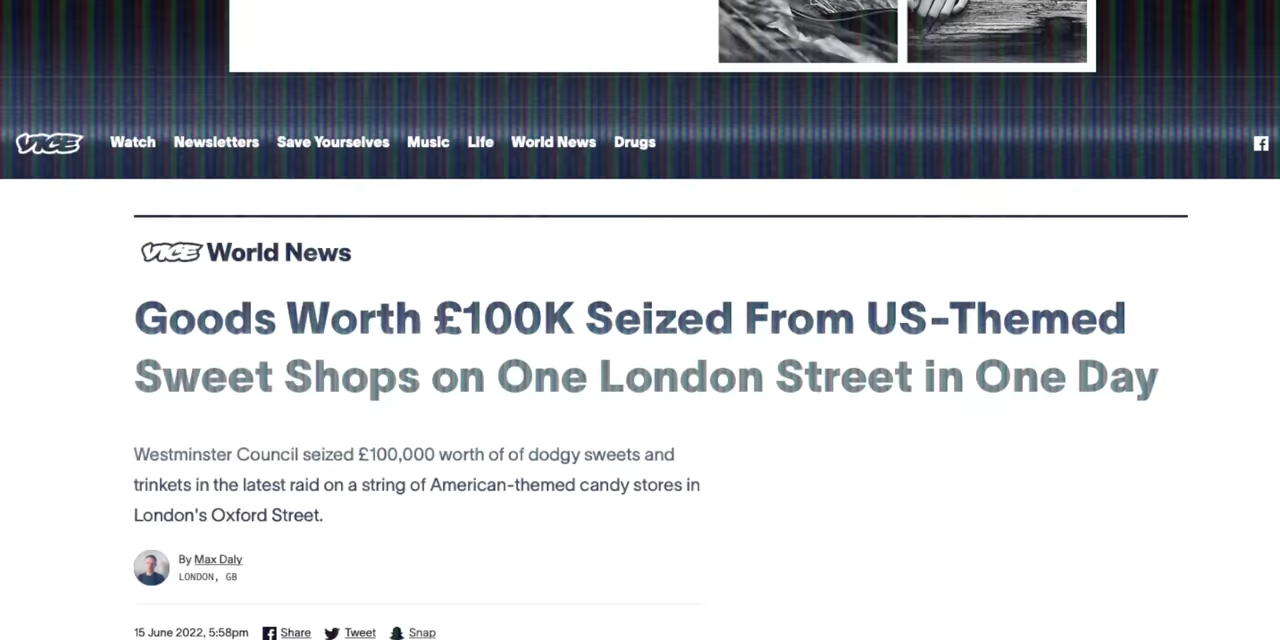 VICE Watch Newsletters Save Yourselves Music Life World News Drugs
VICE World News
Goods Worth £100K Seized From US-Themed
Sweet Shops on One London Street in One Day
Westminster Council seized £100,000 worth of of dodgy sweets and
trinkets in the latest raid on a string of American-themed candy stores in
London's Oxford Street.
By Max Daly
LONDON, GB
15 June 2022, 5:58pm Share Tweet Snap